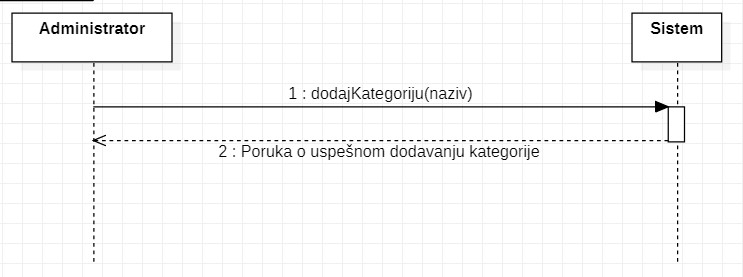 Administrator
Sistem
1 : dodajKategoriju(naziv)
2 : Poruka o uspešnom dodavanju kategorije